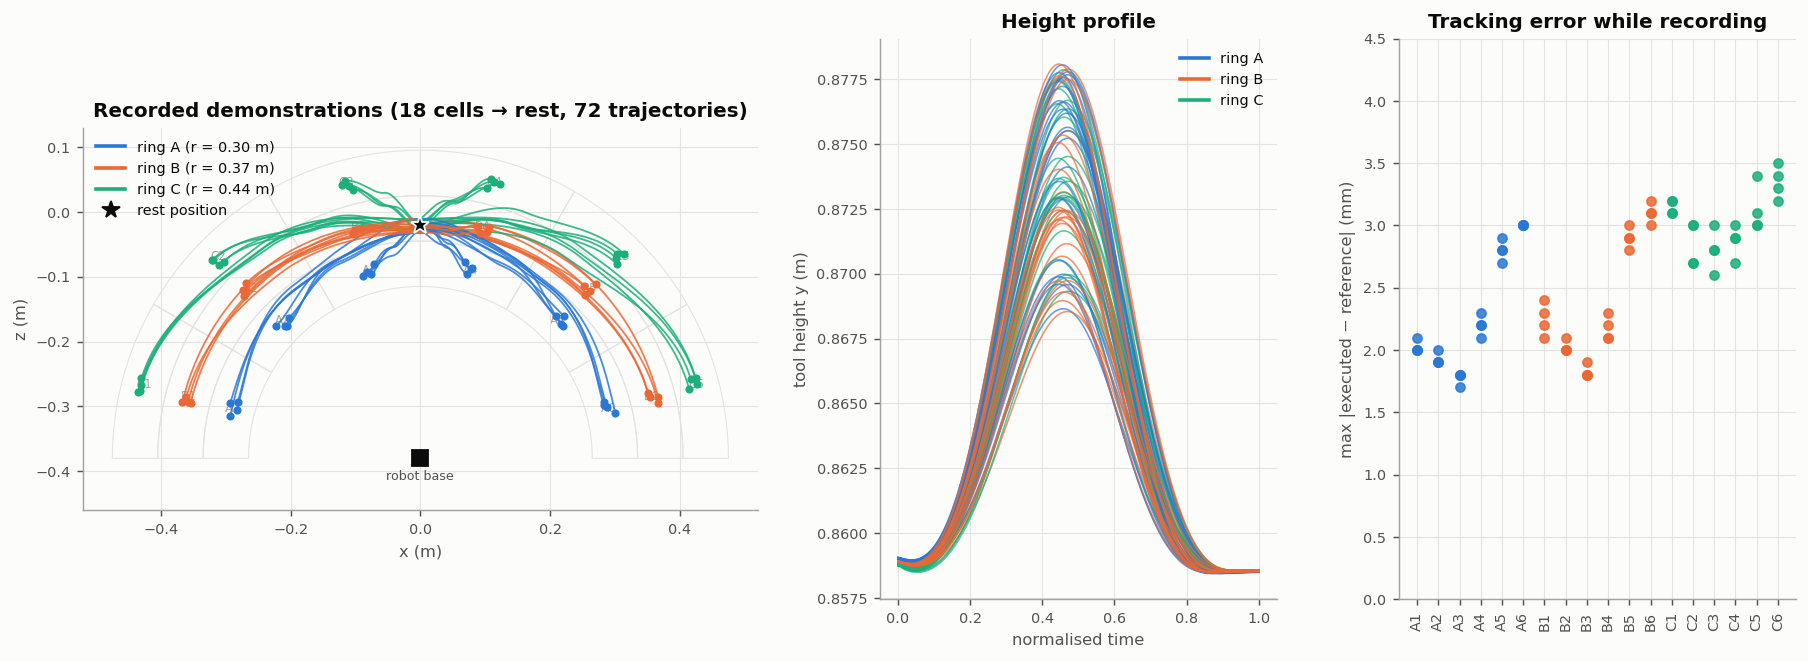 Recorded demonstrations (18 cells → rest, 72 trajectories)
ring A (r = 0.30 m)
ring B (r = 0.37 m)
ring C (r = 0.44 m)
rest position
0.1
0.0
−0.1
−0.2
−0.3
−0.4
z (m)
robot base
−0.4
−0.2
0.0
0.2
0.4
x (m)
Height profile
ring A
ring B
ring C
0.8775
0.8750
0.8725
0.8700
0.8675
0.8650
0.8625
0.8600
0.8575
tool height y (m)
0.0
0.2
0.4
0.6
0.8
1.0
normalised time
Tracking error while recording
4.5
4.0
3.5
3.0
2.5
2.0
1.5
1.0
0.5
0.0
max |executed − reference| (mm)
A1
A2
A3
A4
A5
A6
B1
B2
B3
B4
B5
B6
C1
C2
C3
C4
C5
C6